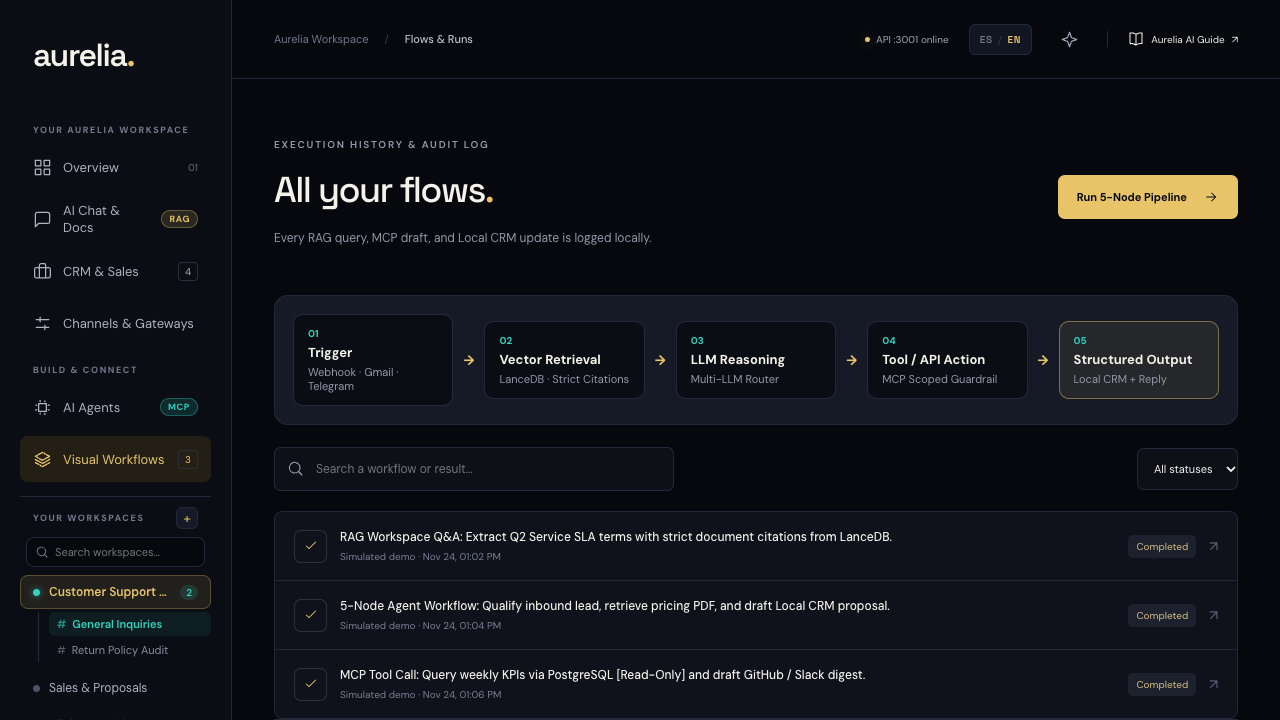 aurelia.
YOUR AURELIA WORKSPACE
Overview 01
AI Chat &
Docs
RAG
CRM & Sales 4
Channels & Gateways
BUILD & CONNECT
AI Agents MCP
Visual Workflows 3
YOUR WORKSPACES +
Search workspaces...
Customer Support ... 2
# General Inquiries
# Return Policy Audit
Sales & Proposals
Aurelia Workspace / Flows & Runs
API :3001 online
ES / EN
Aurelia AI Guide
EXECUTION HISTORY & AUDIT LOG
All your flows.
Every RAG query, MCP draft, and Local CRM update is logged locally.
Run 5-Node Pipeline →
01
Trigger
Webhook · Gmail ·
Telegram
→
02
Vector Retrieval
LanceDB · Strict Citations
→
03
LLM Reasoning
Multi-LLM Router
→
04
Tool / API Action
MCP Scoped Guardrail
→
05
Structured Output
Local CRM + Reply
Search a workflow or result...
All statuses
RAG Workspace Q&A: Extract Q2 Service SLA terms with strict document citations from LanceDB.
Simulated demo · Nov 24, 01:02 PM
Completed
5-Node Agent Workflow: Qualify inbound lead, retrieve pricing PDF, and draft Local CRM proposal.
Simulated demo · Nov 24, 01:04 PM
Completed
MCP Tool Call: Query weekly KPIs via PostgreSQL [Read-Only] and draft GitHub / Slack digest.
Simulated demo · Nov 24, 01:06 PM
Completed